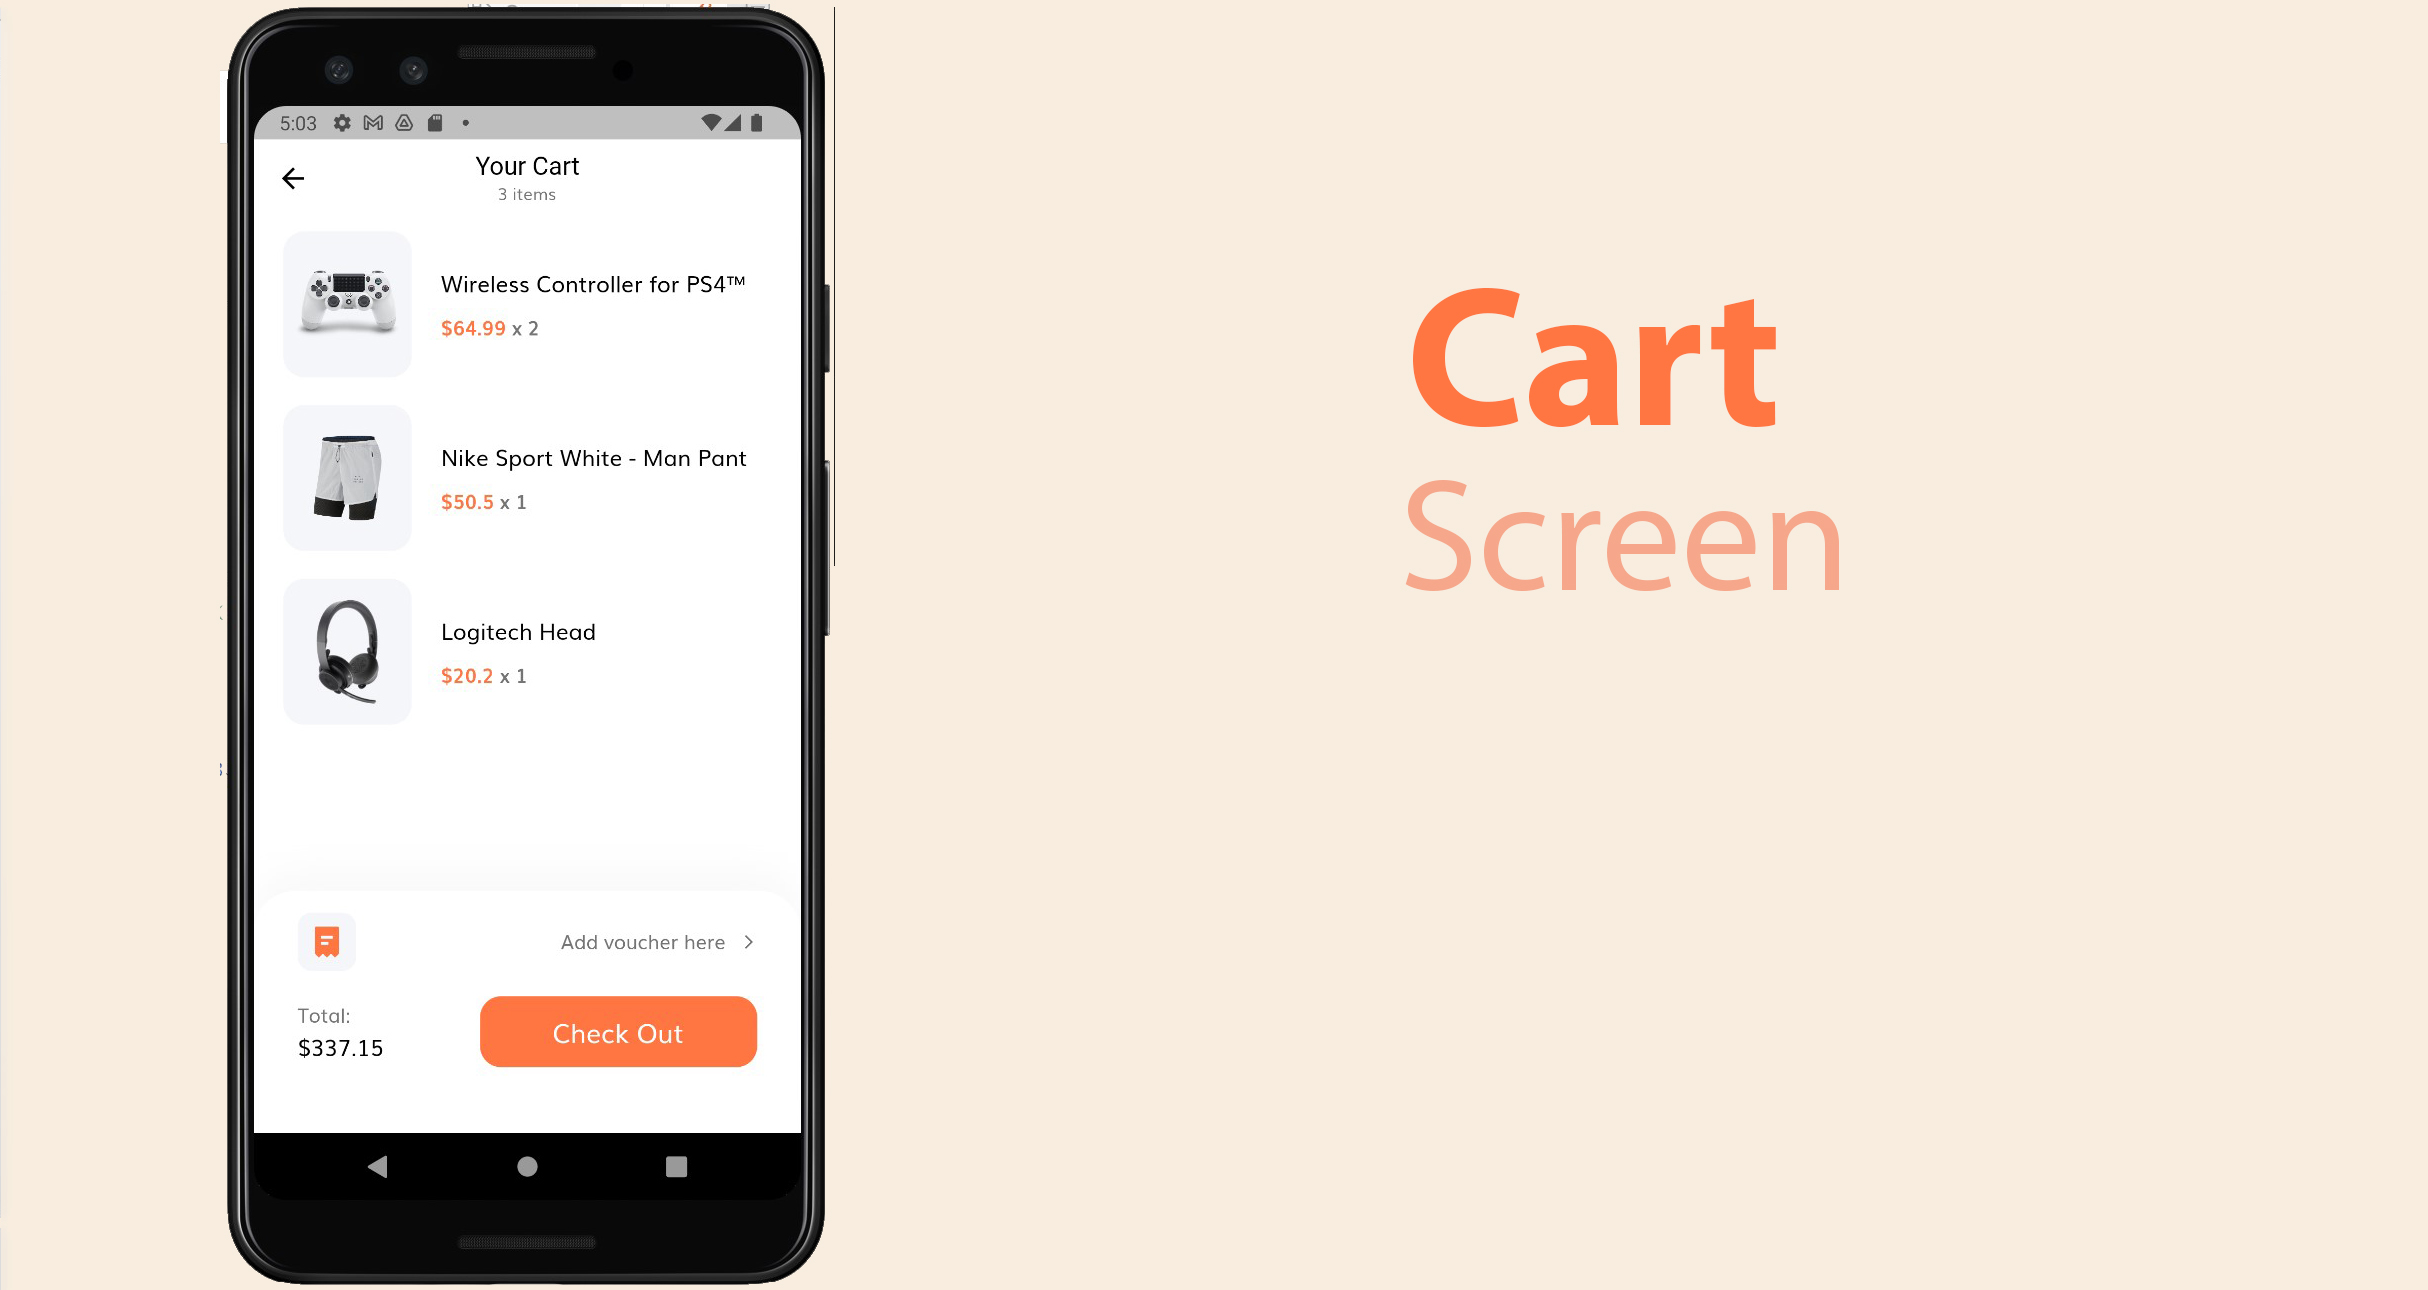 5:03
Your Cart
3 items
Wireless Controller for PS4™
$64.99 x 2
Nike Sport White - Man Pant
$50.5 x 1
Logitech Head
$20.2 x 1
Add voucher here
Total:
$337.15
Check Out
Cart
Screen